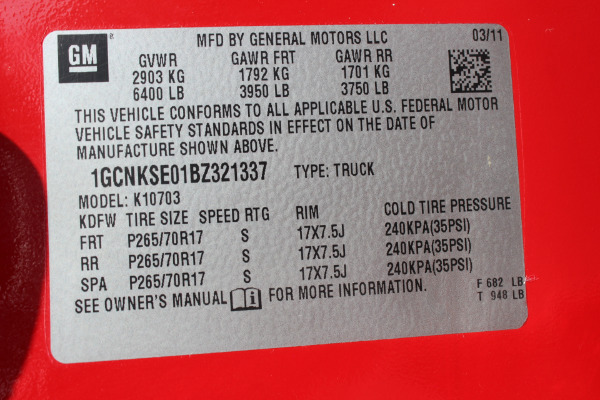 GM MFD BY GENERAL MOTORS LLC 03/11
GVWR GAWR FRT GAWR RR
2903 KG 1792 KG 1701 KG
6400 LB 3950 LB 3750 LB
THIS VEHICLE CONFORMS TO ALL APPLICABLE U.S. FEDERAL MOTOR
VEHICLE SAFETY STANDARDS IN EFFECT ON THE DATE OF
MANUFACTURE SHOWN ABOVE.
1GCNKSE01BZ321337 TYPE: TRUCK
MODEL: K10703
KDFW TIRE SIZE SPEED RTG RIM COLD TIRE PRESSURE
FRT P265/70R17 S 17X7.5J 240KPA(35PSI)
RR P265/70R17 S 17X7.5J 240KPA(35PSI)
SPA P265/70R17 S 17X7.5J 240KPA(35PSI)
SEE OWNER'S MANUAL FOR MORE INFORMATION.
F 682 LB
T 948 LB